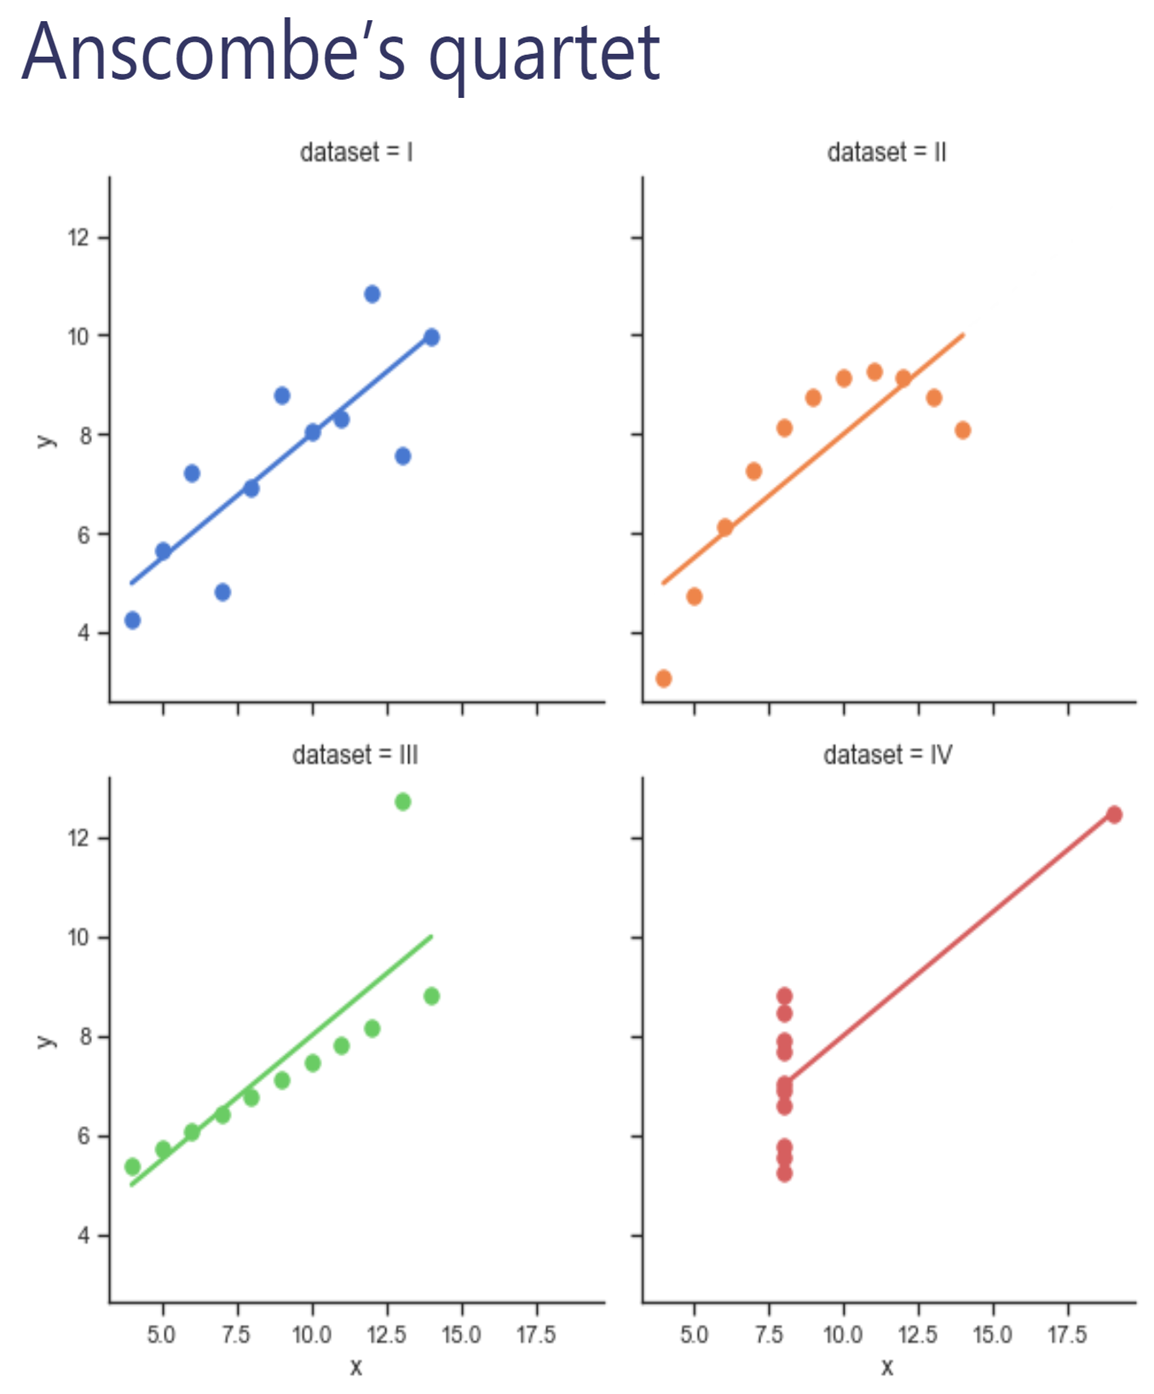 Anscombe’s quartet
dataset = I
dataset = II
12
10
8
6
4
y
dataset = III
dataset = IV
12
10
8
6
4
y
5.0 7.5 10.0 12.5 15.0 17.5
5.0 7.5 10.0 12.5 15.0 17.5
x
x